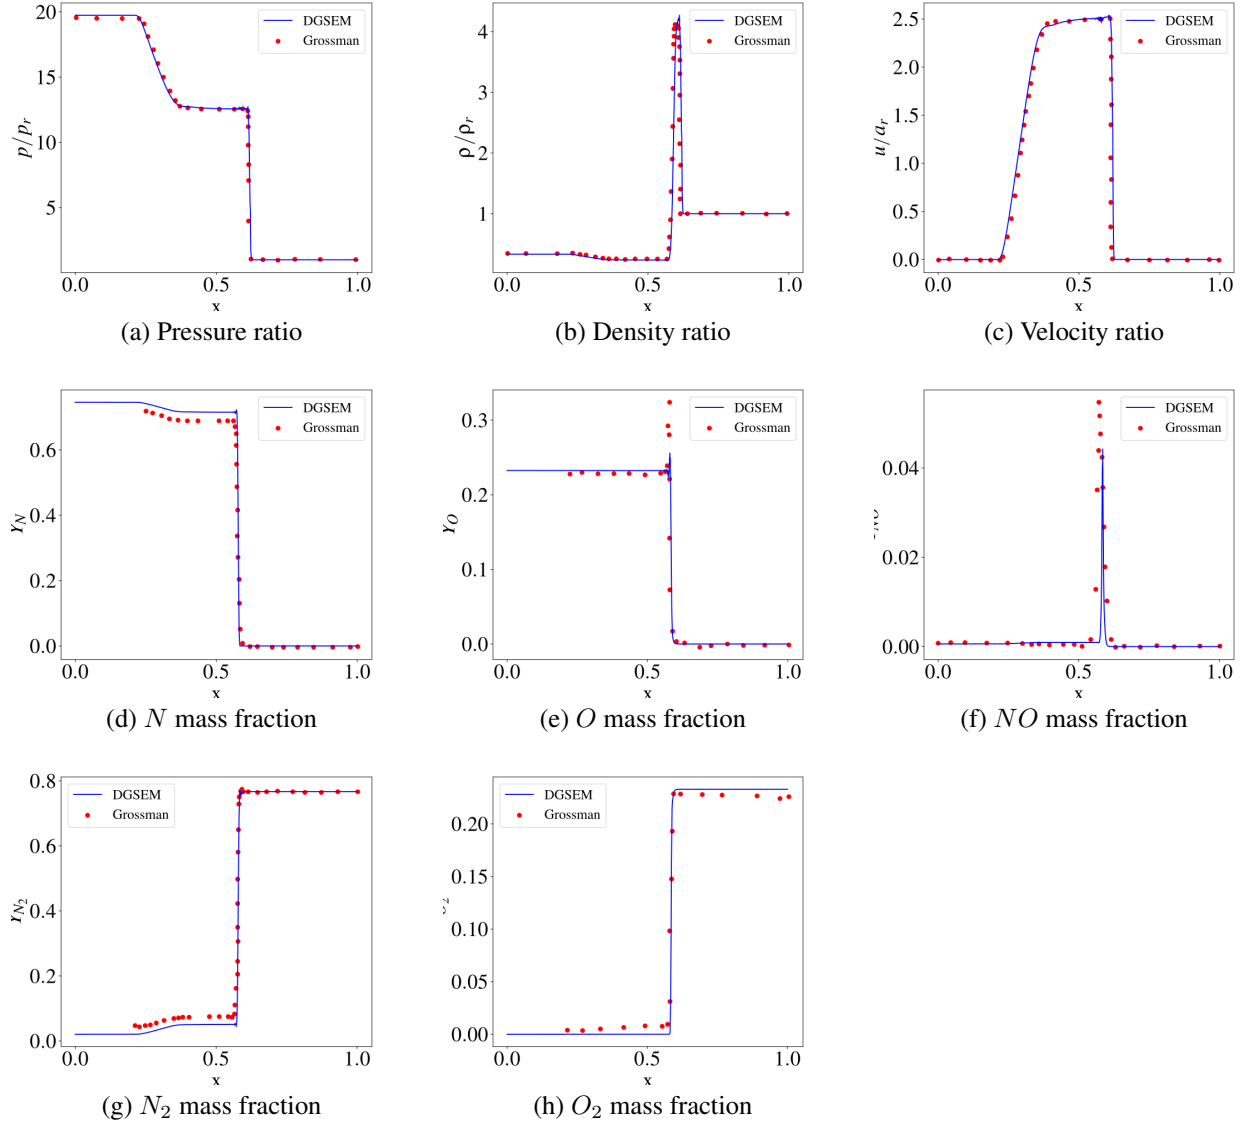 20
15
10
5
p/p_r
DGSEM
Grossman
0.0 0.5 1.0
x
(a) Pressure ratio
4
3
2
1
0
ρ/ρ_r
DGSEM
Grossman
0.0 0.5 1.0
x
(b) Density ratio
2.5
2.0
1.5
1.0
0.5
0.0
u/a_r
DGSEM
Grossman
0.0 0.5 1.0
x
(c) Velocity ratio
0.6
0.4
0.2
0.0
Y_N
DGSEM
Grossman
0.0 0.5 1.0
x
(d) N mass fraction
0.3
0.2
0.1
0.0
Y_O
DGSEM
Grossman
0.0 0.5 1.0
x
(e) O mass fraction
0.04
0.02
0.00
DGSEM
Grossman
0.0 0.5 1.0
x
(f) NO mass fraction
0.8
0.6
0.4
0.2
0.0
Y_{N_2}
DGSEM
Grossman
0.0 0.5 1.0
x
(g) N_2 mass fraction
0.20
0.15
0.10
0.05
0.00
DGSEM
Grossman
0.0 0.5 1.0
x
(h) O_2 mass fraction